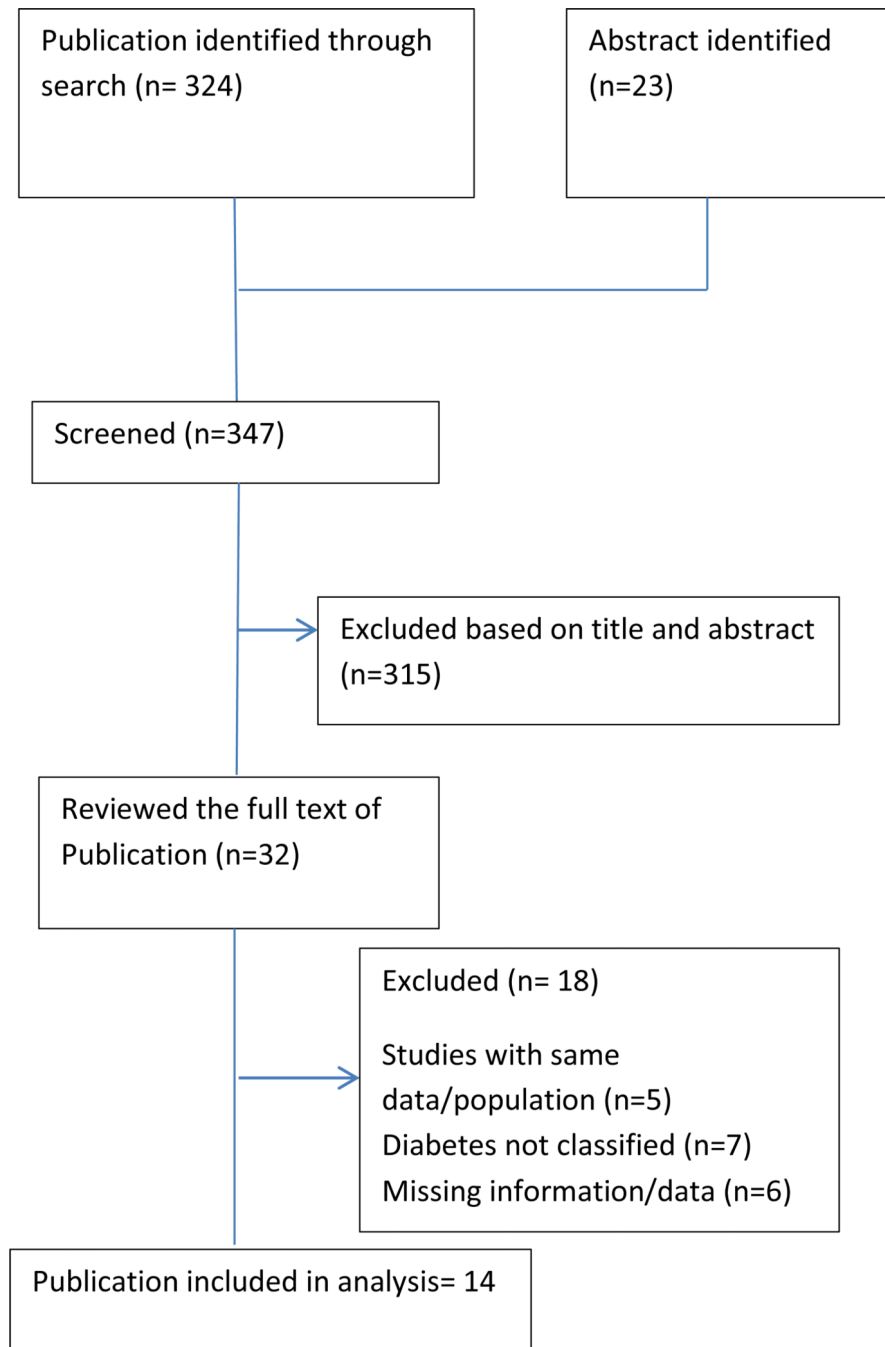 Publication identified through
search (n= 324)
Abstract identified
(n=23)
Screened (n=347)
Excluded based on title and abstract
(n=315)
Reviewed the full text of
Publication (n=32)
Excluded (n= 18)
Studies with same
data/population (n=5)
Diabetes not classified (n=7)
Missing information/data (n=6)
Publication included in analysis= 14